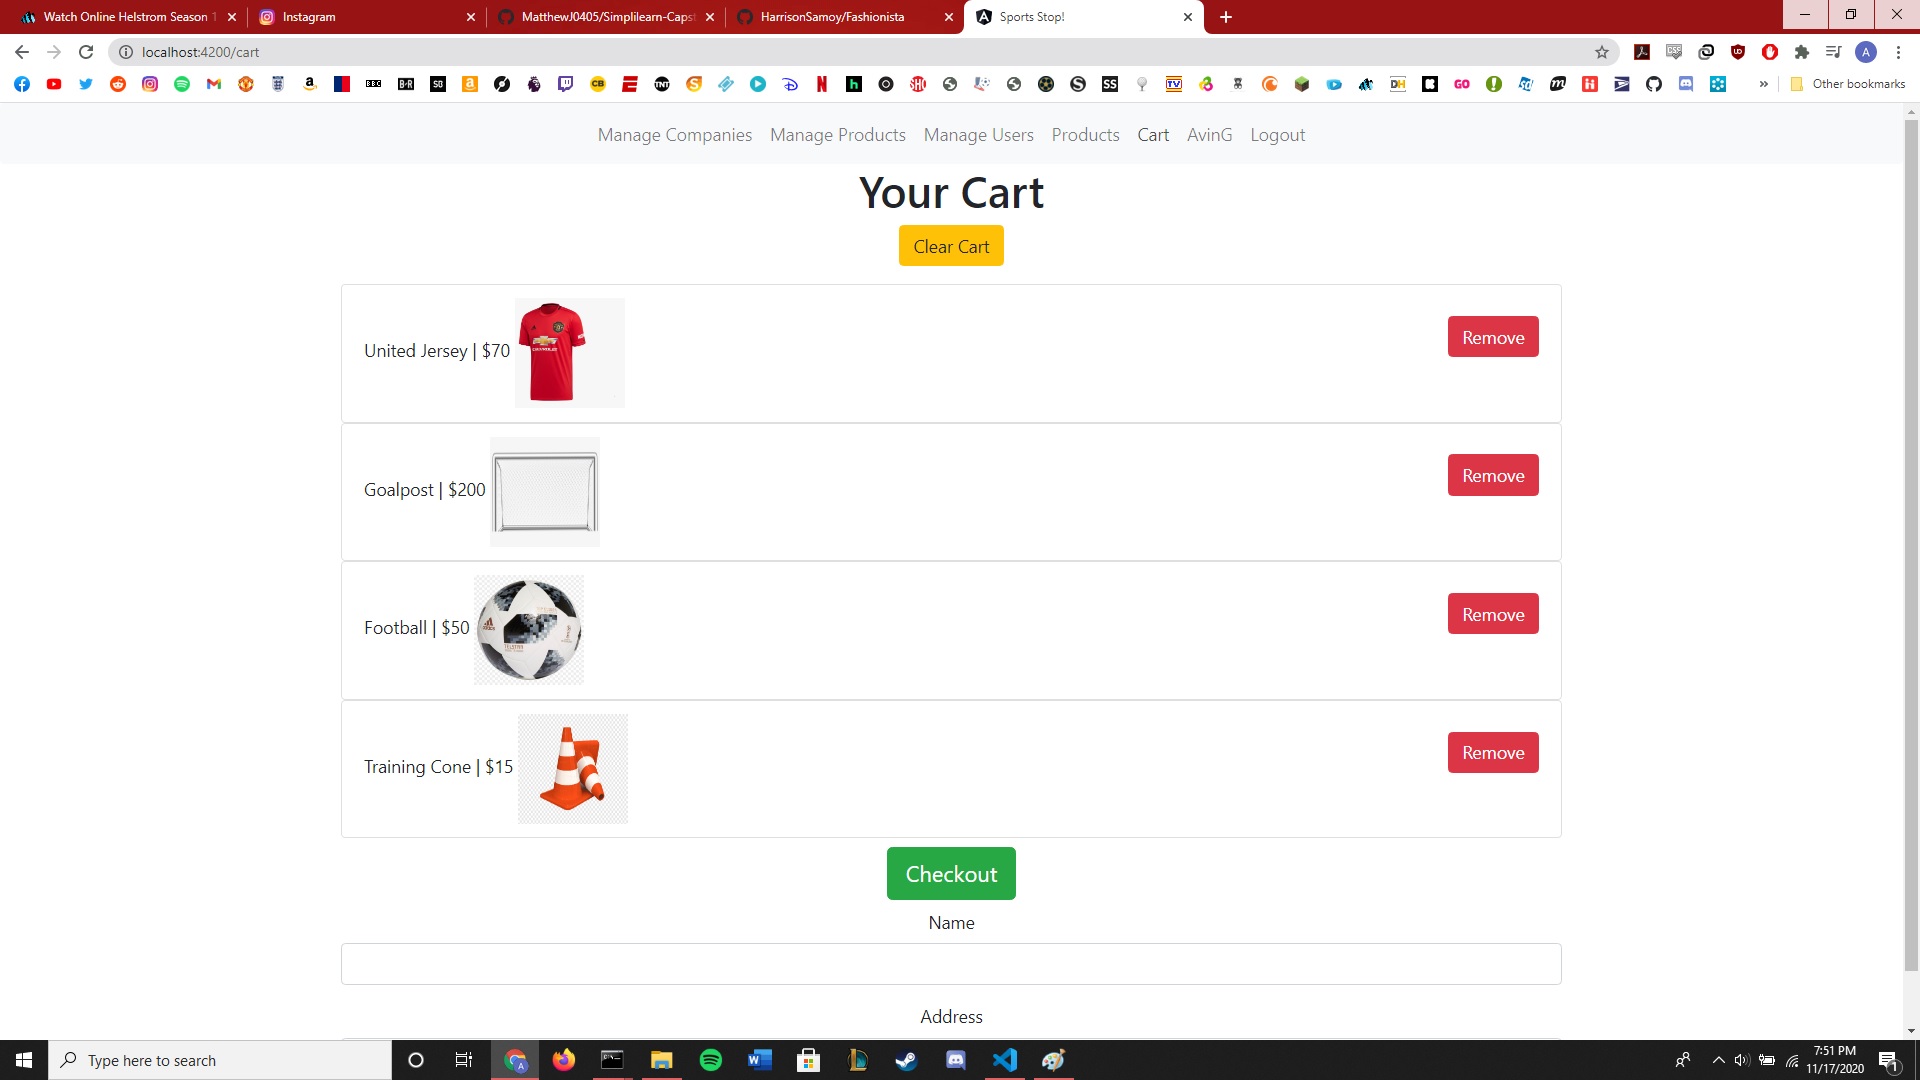 Watch Online Helstrom Season 1
Instagram
MatthewJ0405/Simplilearn-Capst
HarrisonSamoy/Fashionista
Sports Stop!
localhost:4200/cart
Other bookmarks
Manage Companies Manage Products Manage Users Products Cart AvinG Logout
Your Cart
Clear Cart
United Jersey | $70
Remove
Goalpost | $200
Remove
Football | $50
Remove
Training Cone | $15
Remove
Checkout
Name
Address
Type here to search
7:51 PM
11/17/2020
1